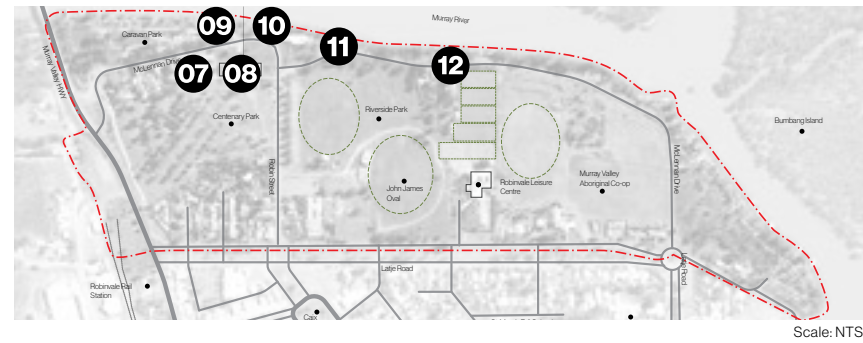 Murray River
09
10
Caravan Park
11
12
McLennan Drive
Murray Valley HWY
07
08
Riverside Park
Centenary Park
Bumbang Island
Robin Street
McLennan Drive
John James
Oval
Robinvale Leisure
Centre
Murray Valley
Aboriginal Co-op
Latje Road
Latje Road
Robinvale Rail
Station
Caix
Scale: NTS